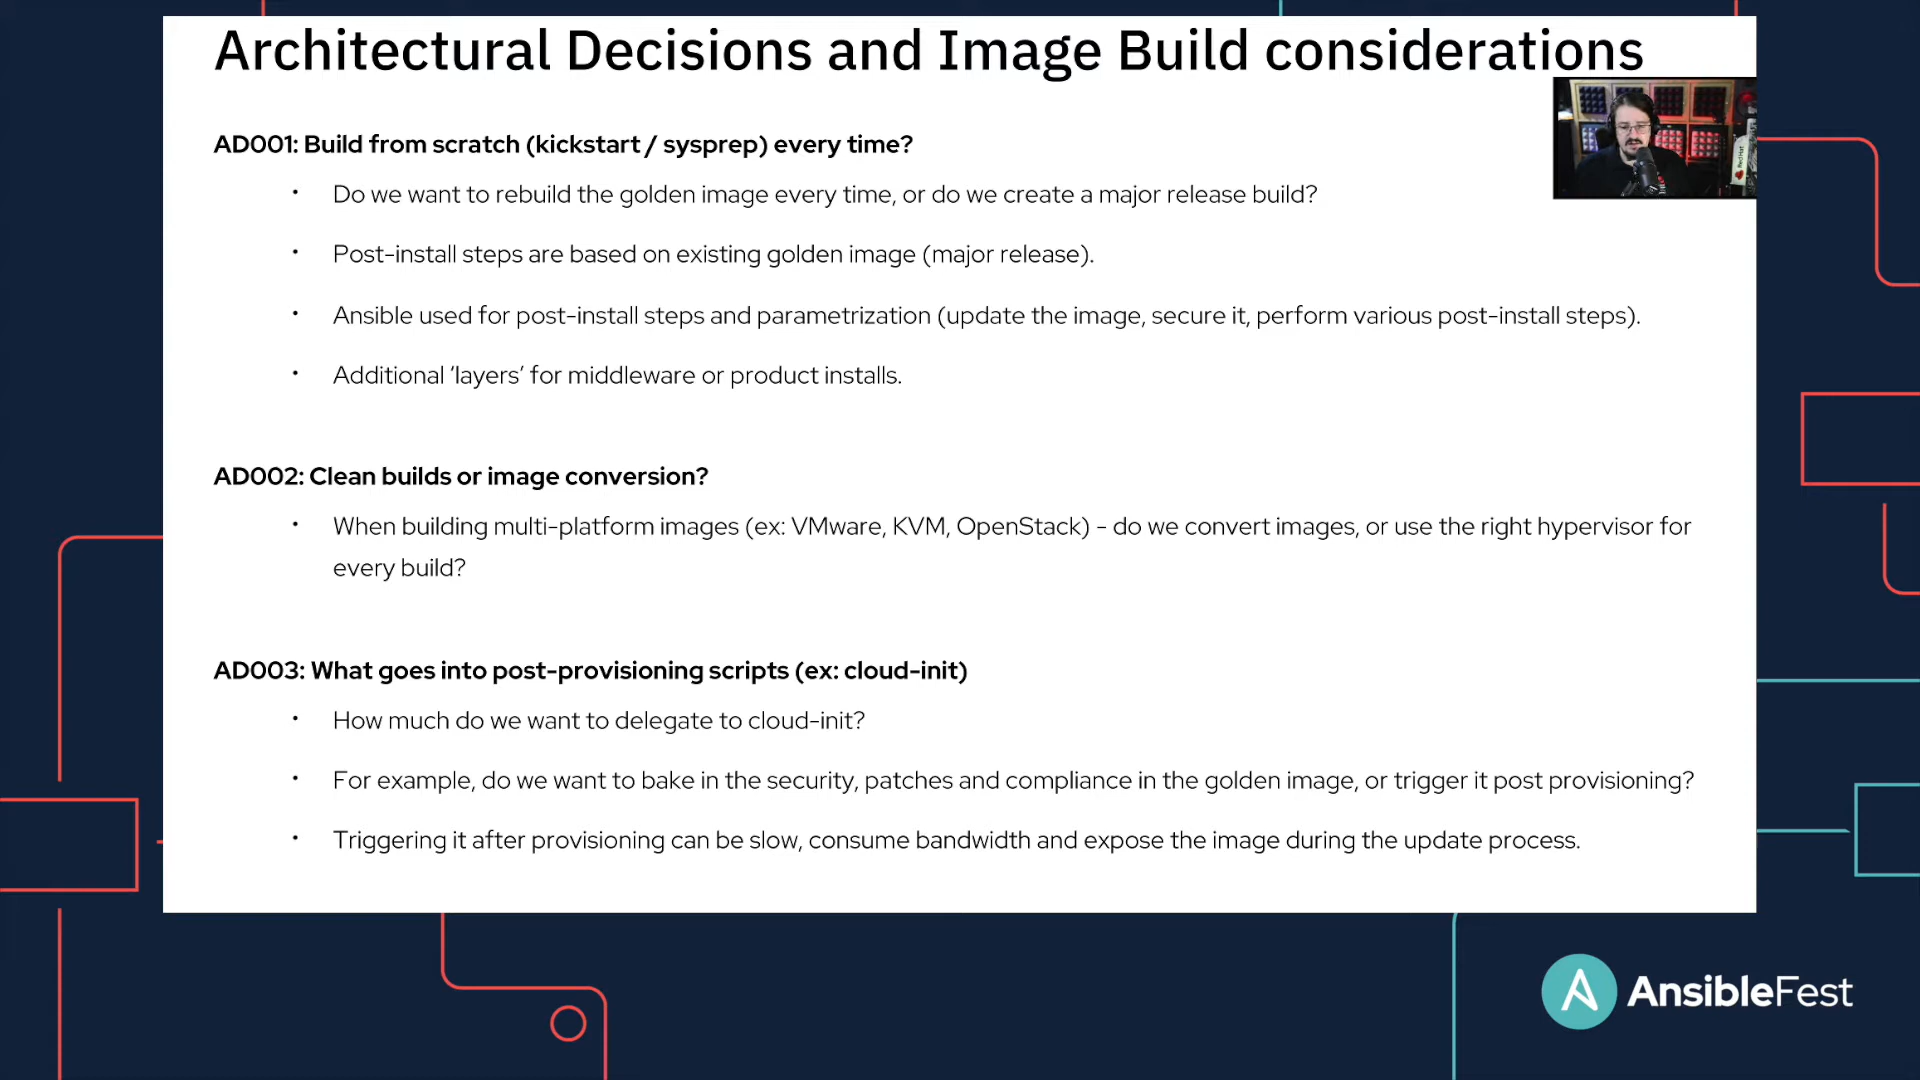 Architectural Decisions and Image Build considerations
AD001: Build from scratch (kickstart / sysprep) every time?
• Do we want to rebuild the golden image every time, or do we create a major release build?
• Post-install steps are based on existing golden image (major release).
• Ansible used for post-install steps and parametrization (update the image, secure it, perform various post-install steps).
• Additional ‘layers’ for middleware or product installs.
AD002: Clean builds or image conversion?
• When building multi-platform images (ex: VMware, KVM, OpenStack) - do we convert images, or use the right hypervisor for
every build?
AD003: What goes into post-provisioning scripts (ex: cloud-init)
• How much do we want to delegate to cloud-init?
• For example, do we want to bake in the security, patches and compliance in the golden image, or trigger it post provisioning?
• Triggering it after provisioning can be slow, consume bandwidth and expose the image during the update process.
AnsibleFest